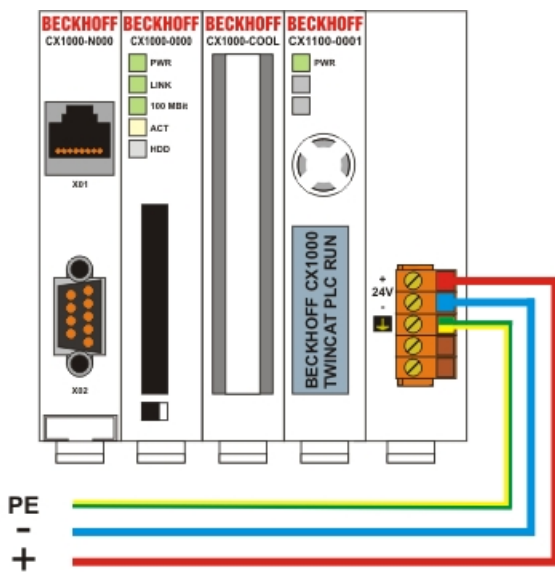 BECKHOFF
CX1000-N000
X01
X02
BECKHOFF
CX1000-0000
PWR
LINK
100 MBit
ACT
HDD
BECKHOFF
CX1000-COOL
BECKHOFF
CX1100-0001
PWR
BECKHOFF CX1000
TWINCAT PLC RUN
+
24V
-
PE
-
+